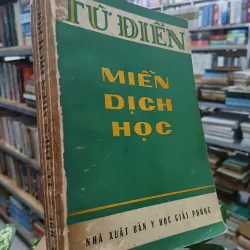 TỪ ĐIỂN
MIỄN
DỊCH
HỌC
NHÀ XUẤT BẢN Y HỌC GIẢI PHÓNG